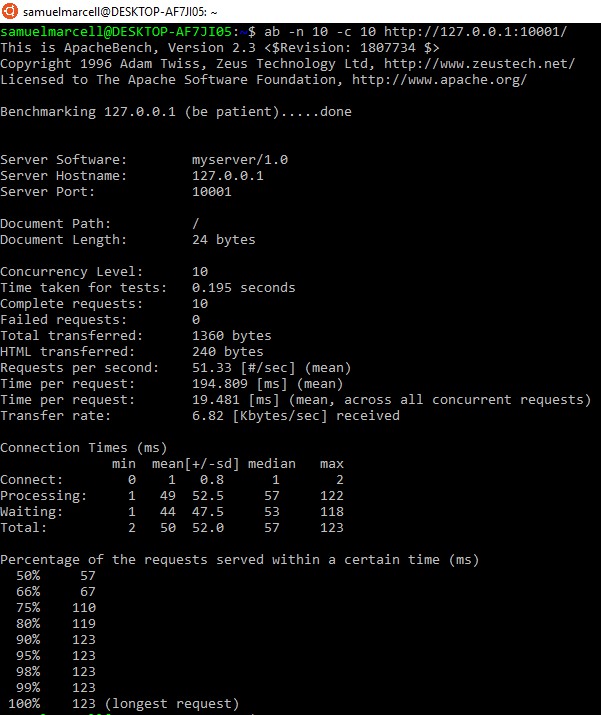 samuelmarcell@DESKTOP-AF7JI05: ~
samuelmarcell@DESKTOP-AF7JI05:~$ ab -n 10 -c 10 http://127.0.0.1:10001/
This is ApacheBench, Version 2.3 <$Revision: 1807734 $>
Copyright 1996 Adam Twiss, Zeus Technology Ltd, http://www.zeustech.net/
Licensed to The Apache Software Foundation, http://www.apache.org/
Benchmarking 127.0.0.1 (be patient).....done
Server Software: myserver/1.0
Server Hostname: 127.0.0.1
Server Port: 10001
Document Path: /
Document Length: 24 bytes
Concurrency Level: 10
Time taken for tests: 0.195 seconds
Complete requests: 10
Failed requests: 0
Total transferred: 1360 bytes
HTML transferred: 240 bytes
Requests per second: 51.33 [#/sec] (mean)
Time per request: 194.809 [ms] (mean)
Time per request: 19.481 [ms] (mean, across all concurrent requests)
Transfer rate: 6.82 [Kbytes/sec] received
Connection Times (ms)
min mean[+/-sd] median max
Connect: 0 1 0.8 1 2
Processing: 1 49 52.5 57 122
Waiting: 1 44 47.5 53 118
Total: 2 50 52.0 57 123
Percentage of the requests served within a certain time (ms)
50% 57
66% 67
75% 110
80% 119
90% 123
95% 123
98% 123
99% 123
100% 123 (longest request)